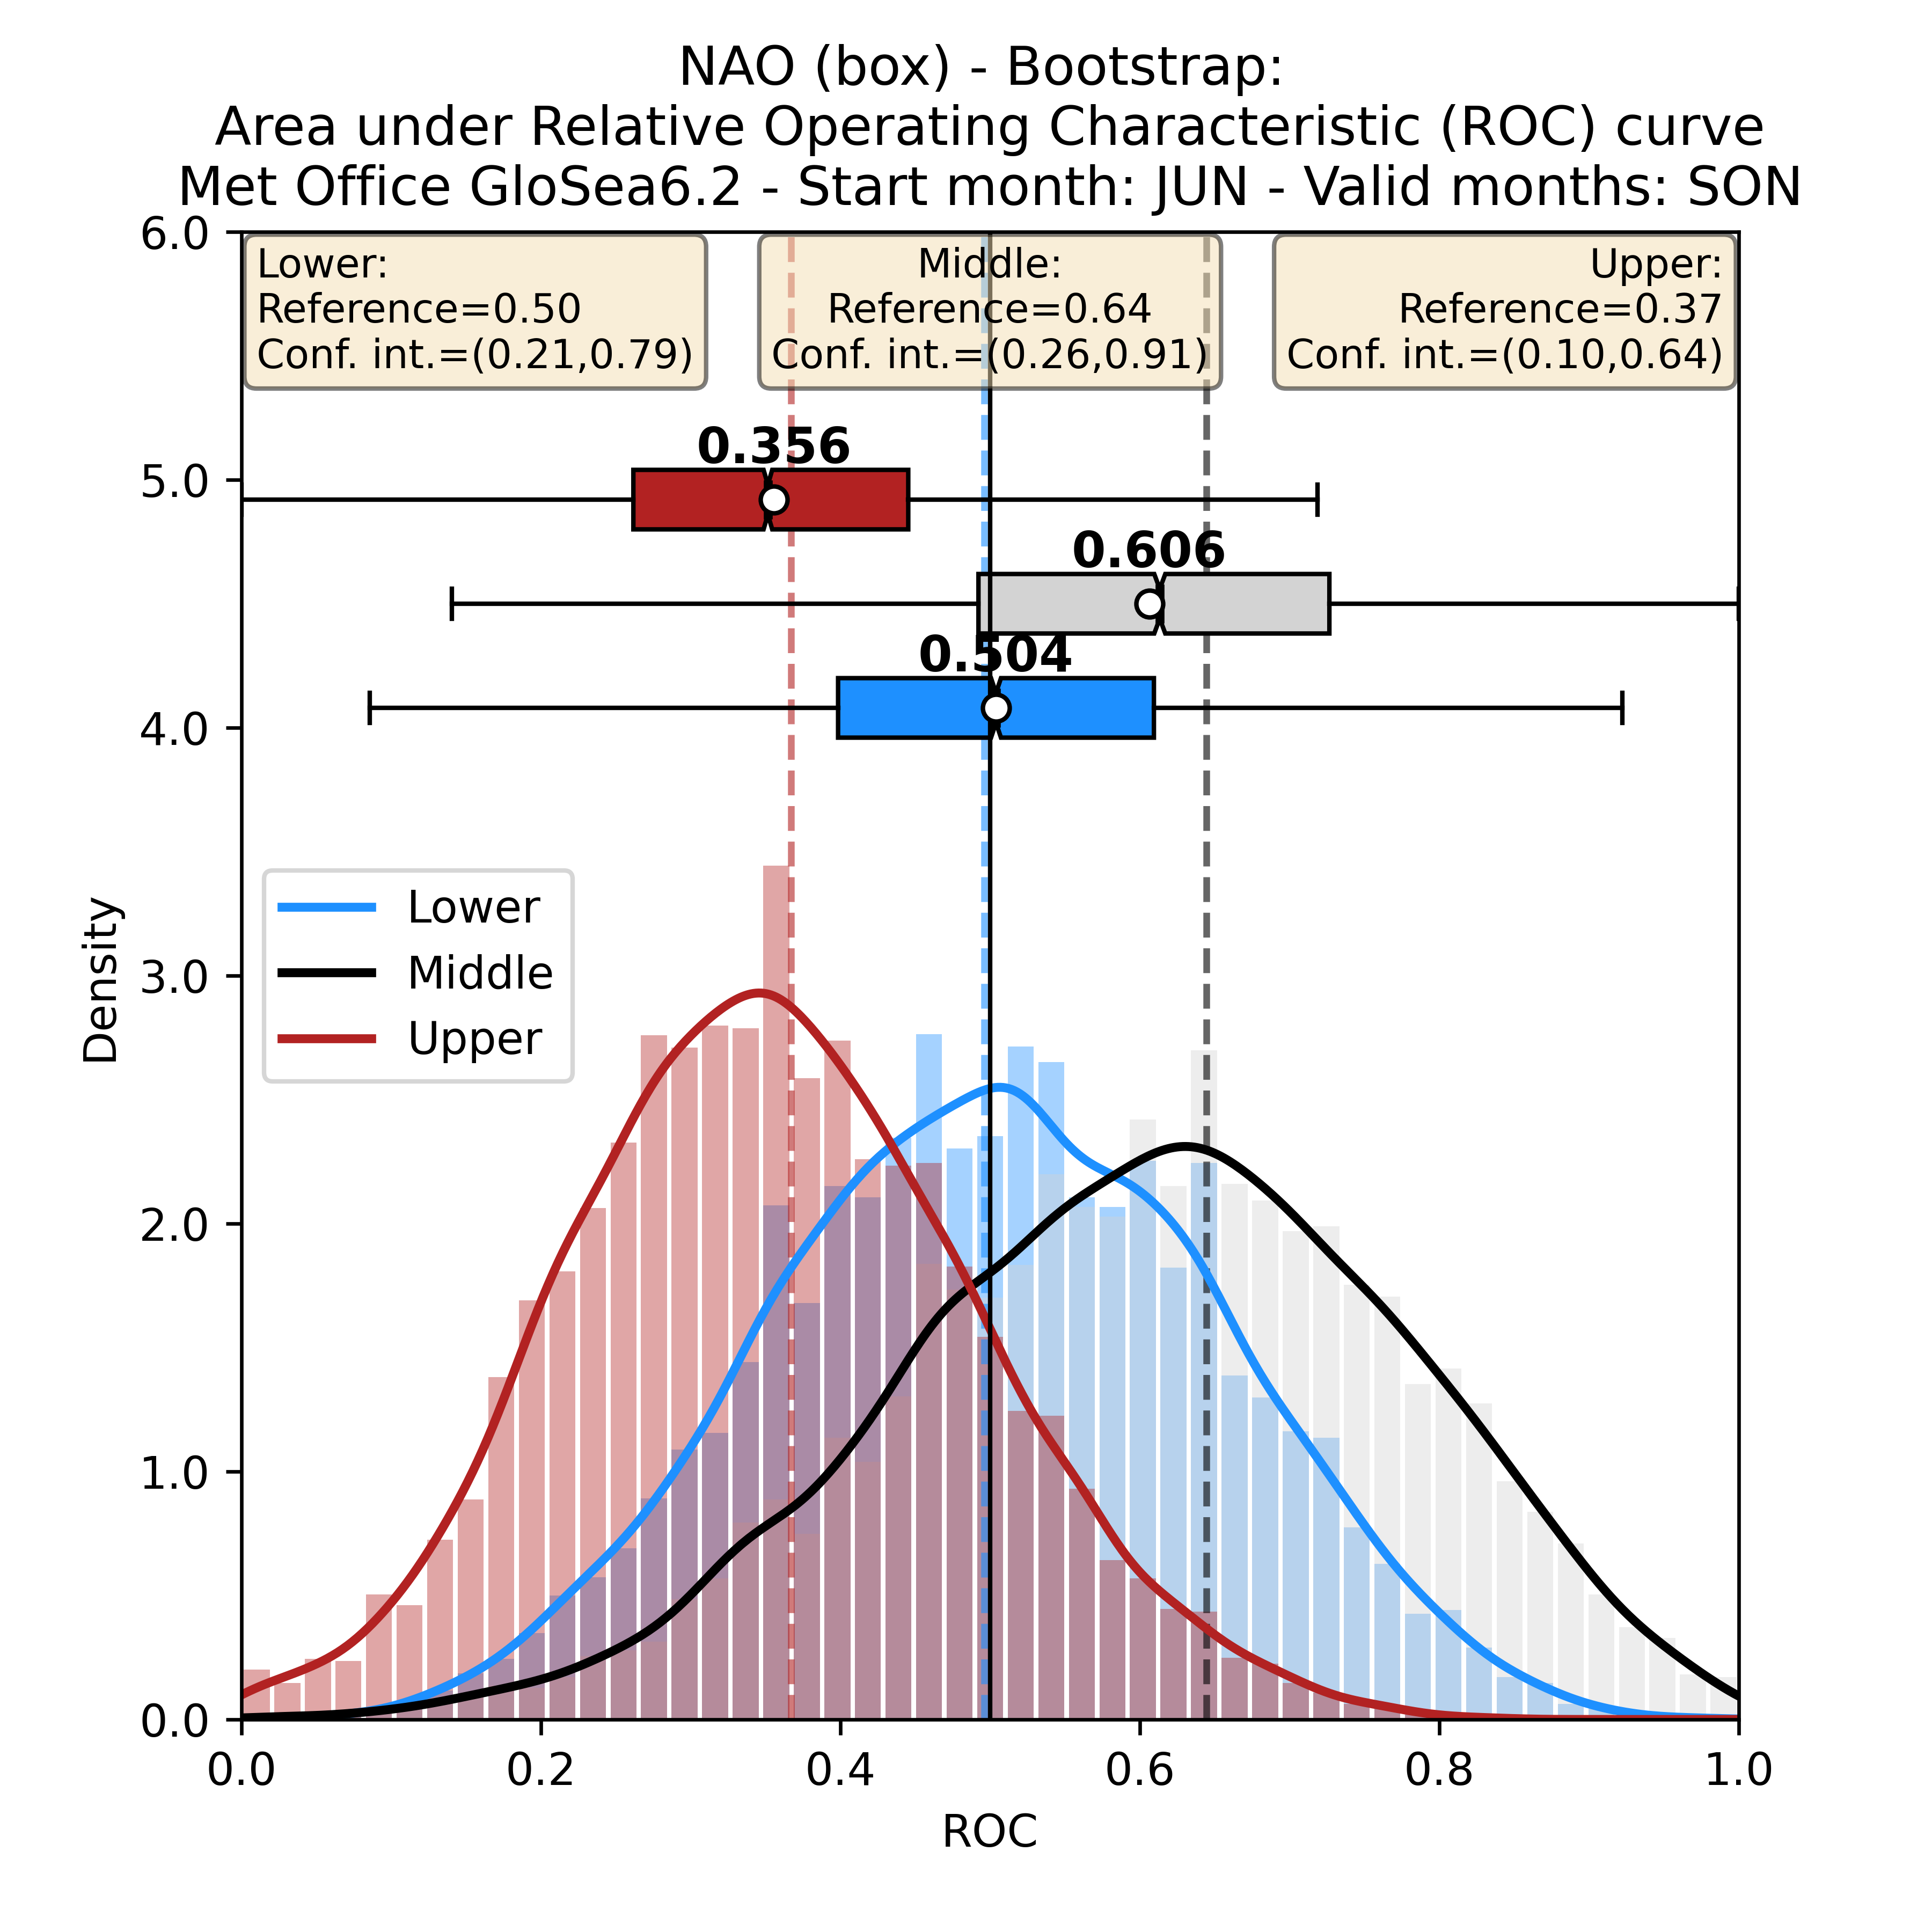 NAO (box) - Bootstrap:
Area under Relative Operating Characteristic (ROC) curve
Met Office GloSea6.2 - Start month: JUN - Valid months: SON
Lower:
Reference=0.50
Conf. int.=(0.21,0.79)
Middle:
Reference=0.64
Conf. int.=(0.26,0.91)
Upper:
Reference=0.37
Conf. int.=(0.10,0.64)
0.356
0.606
0.504
Lower
Middle
Upper
Density
6.0
5.0
4.0
3.0
2.0
1.0
0.0
0.0
0.2
0.4
0.6
0.8
1.0
ROC